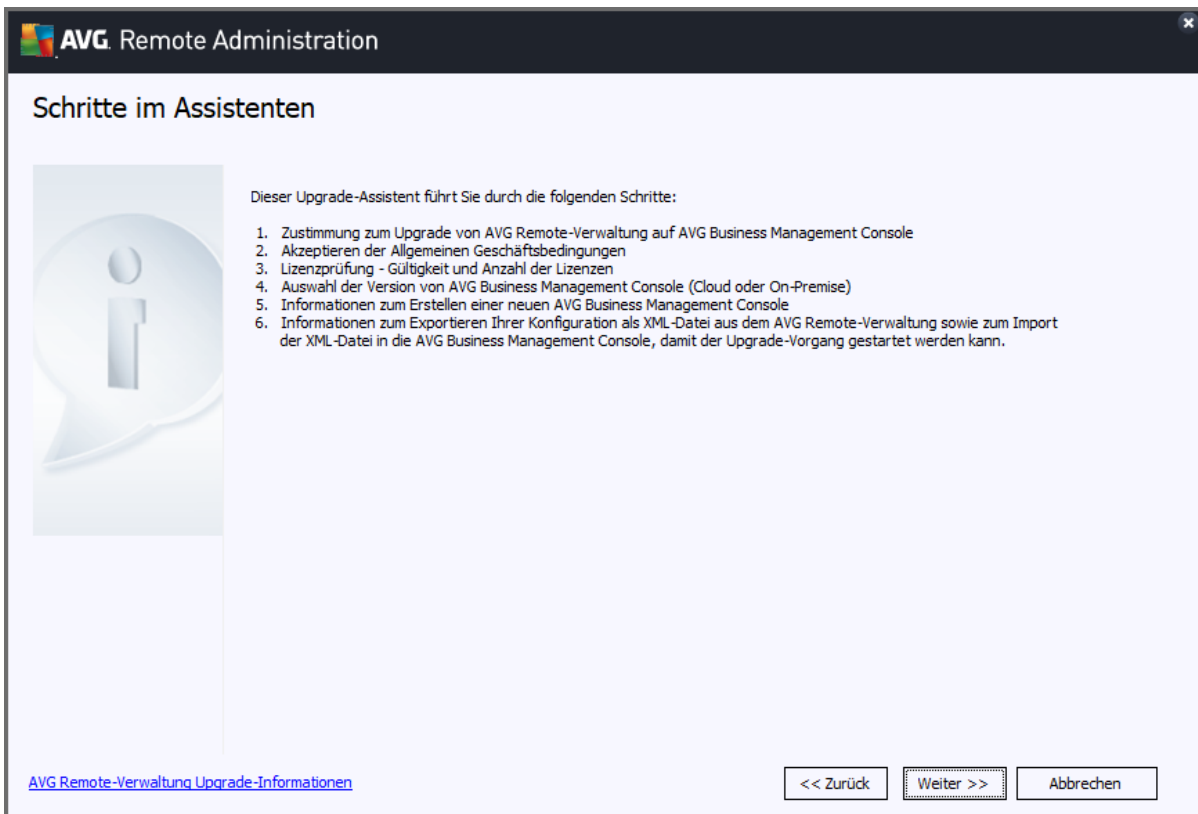 AVG. Remote Administration
Schritte im Assistenten
Dieser Upgrade-Assistent führt Sie durch die folgenden Schritte:
1. Zustimmung zum Upgrade von AVG Remote-Verwaltung auf AVG Business Management Console
2. Akzeptieren der Allgemeinen Geschäftsbedingungen
3. Lizenzprüfung - Gültigkeit und Anzahl der Lizenzen
4. Auswahl der Version von AVG Business Management Console (Cloud oder On-Premise)
5. Informationen zum Erstellen einer neuen AVG Business Management Console
6. Informationen zum Exportieren Ihrer Konfiguration als XML-Datei aus dem AVG Remote-Verwaltung sowie zum Import
der XML-Datei in die AVG Business Management Console, damit der Upgrade-Vorgang gestartet werden kann.
AVG Remote-Verwaltung Upgrade-Informationen
<< Zurück
Weiter >>
Abbrechen